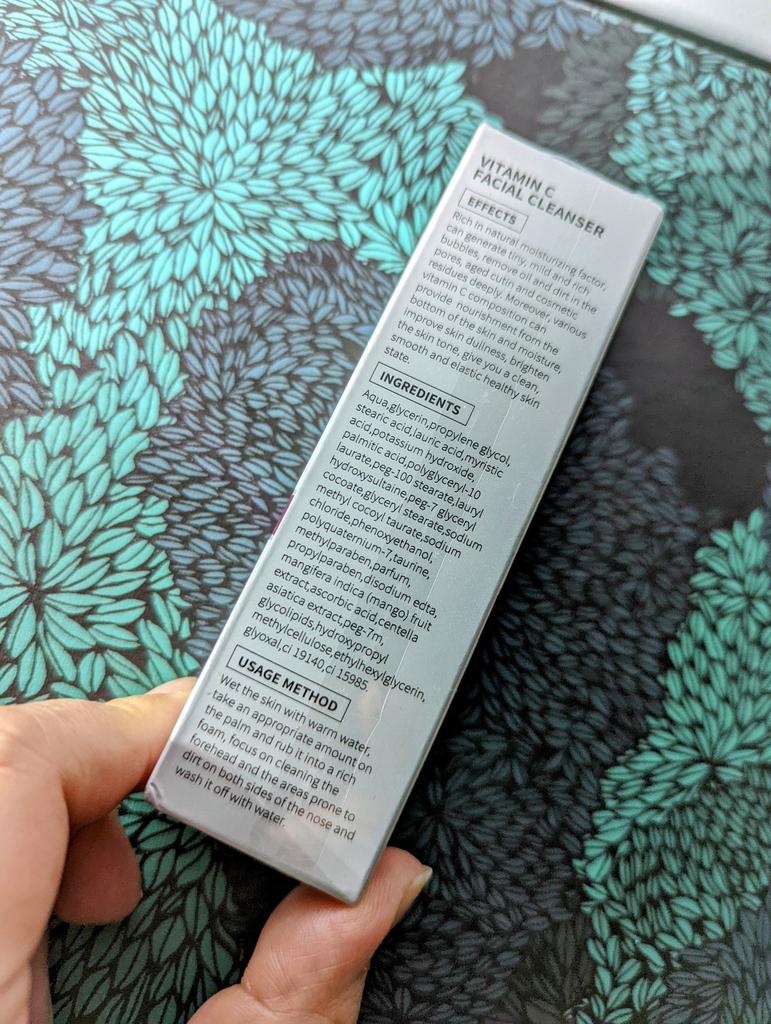 VITAMIN C
FACIAL CLEANSER
EFFECTS
Rich in natural moisturizing factor,
can generate tiny, mild and rich
bubbles, remove oil and dirt in the
pores, aged cutin and cosmetic
residues deeply. Moreover, various
vitamin C composition can
provide nourishment from the
bottom of the skin and moisture,
improve skin dullness, brighten
the skin tone, give you a clean,
smooth and elastic healthy skin
state.
INGREDIENTS
Aqua,glycerin,propylene glycol,
stearic acid,lauric acid,myristic
acid,potassium hydroxide,
palmitic acid,polyglyceryl-10
laurate,peg-100 stearate,lauryl
hydroxysultaine,peg-7 glyceryl
cocoate,glyceryl stearate,sodium
methyl cocoyl taurate,sodium
chloride,phenoxyethanol,
polyquaternium-7,taurine,
methylparaben,parfum,
propylparaben,disodium edta,
mangifera indica (mango) fruit
extract,ascorbic acid,centella
asiatica extract,peg-7m,
glycolipids,hydroxypropyl
methylcellulose,ethylhexylglycerin,
glyoxal,ci 19140,ci 15985.
USAGE METHOD
Wet the skin with warm water,
take an appropriate amount on
the palm and rub it into a rich
foam, focus on cleaning the
forehead and the areas prone to
dirt on both sides of the nose and
wash it off with water.